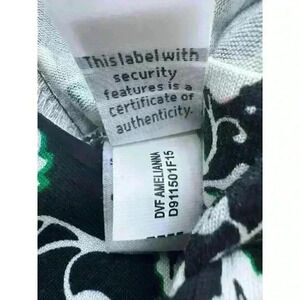 This label with
security
features is a
certificate of
authenticity.
DVF AMELIANNA
D911501F15